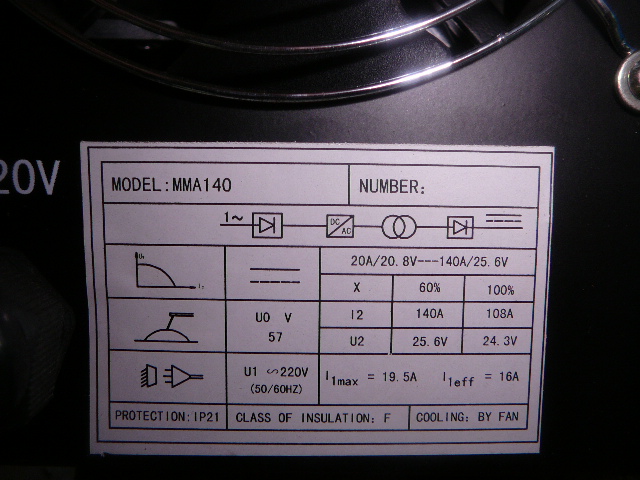 20V
MODEL: MMA140 NUMBER:
1~ DC AC
20A/20.8V---140A/25.6V
X 60% 100%
U0 V 57
I2 140A 108A
U2 25.6V 24.3V
U1 ∽220V (50/60HZ)
I1max = 19.5A I1eff = 16A
PROTECTION: IP21 CLASS OF INSULATION: F COOLING: BY FAN